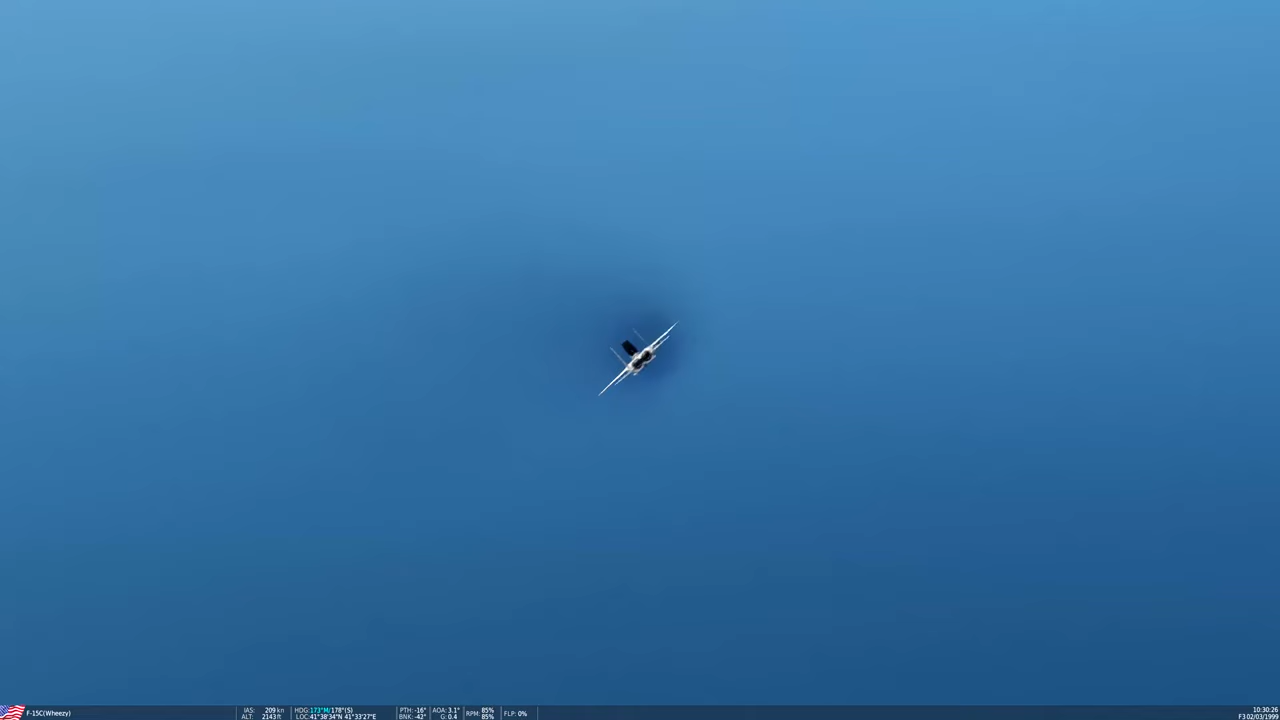 F-15C(Wheezy)
IAS: 209 kn
ALT: 2143 ft
HDG:173°M/178°(S)
LOC:41°38'34"N 41°33'27"E
PTH: -16°
BNK: -42°
AOA: 3.1°
G: 0.4
RPM: 85%
85%
FLP: 0%
10:30:26
F3 02/03/1999